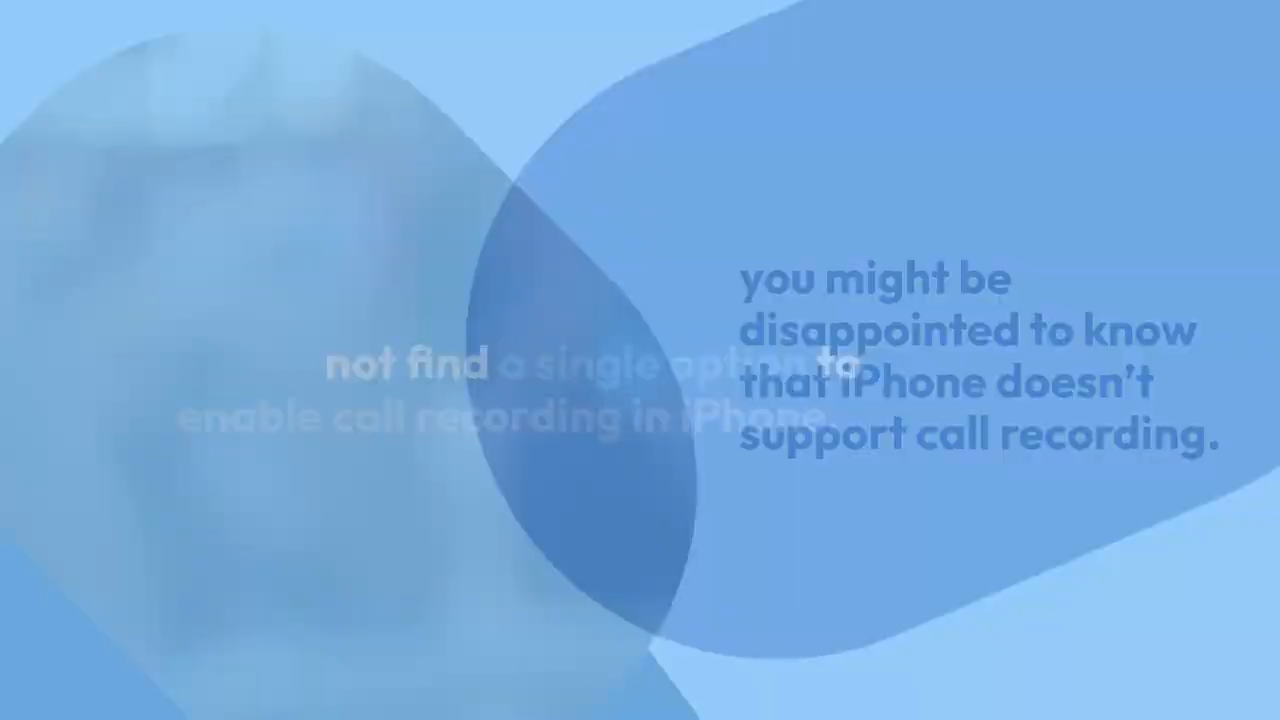 not find a single option to
enable call recording in iPhone.
you might be
disappointed to know
that iPhone doesn't
support call recording.